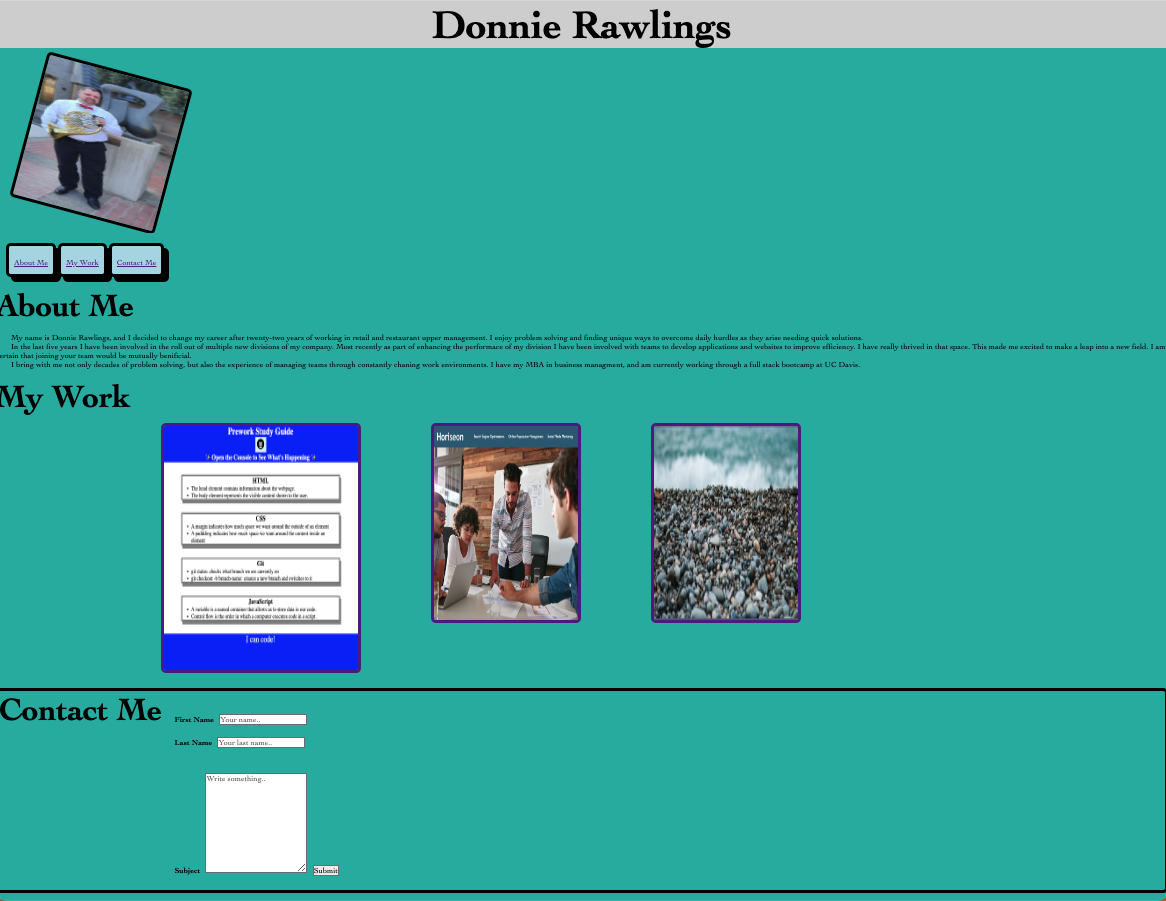 Donnie Rawlings
About Me My Work Contact Me
About Me
My name is Donnie Rawlings, and I decided to change my career after twenty-two years of working in retail and restaurant upper management. I enjoy problem solving and finding unique ways to overcome daily hurdles as they arise needing quick solutions.
In the last five years I have been involved in the roll out of multiple new divisions of my company. Most recently as part of enhancing the performace of my division I have been involved with teams to develop applications and websites to improve efficiency. I have really thrived in that space. This made me excited to make a leap into a new field. I am
ertain that joining your team would be mutually benificial.
I bring with me not only decades of problem solving, but also the experience of managing teams through constantly chaning work environments. I have my MBA in business managment, and am currently working through a full stack bootcamp at UC Davis.
My Work
Prework Study Guide
Open the Console to See What's Happening
HTML
• The head element contains information about the webpage.
• The body element represents the visible content shown to the user.
CSS
• A margin indicates how much space we want around the outside of an element
• A padding indicates how much space we want around the content inside an
element
Git
• git status: checks what branch we are currently on
• git checkout -b branch-name: creates a new branch and switches to it
JavaScript
• A variable is a named container that allows us to store data in our code.
• Control flow is the order in which a computer executes code in a script.
I can code!
Horiseon Search Engine Optimization Online Reputation Management Social Media Marketing
Contact Me
First Name Your name..
Last Name Your last name..
Write something..
Subject Submit